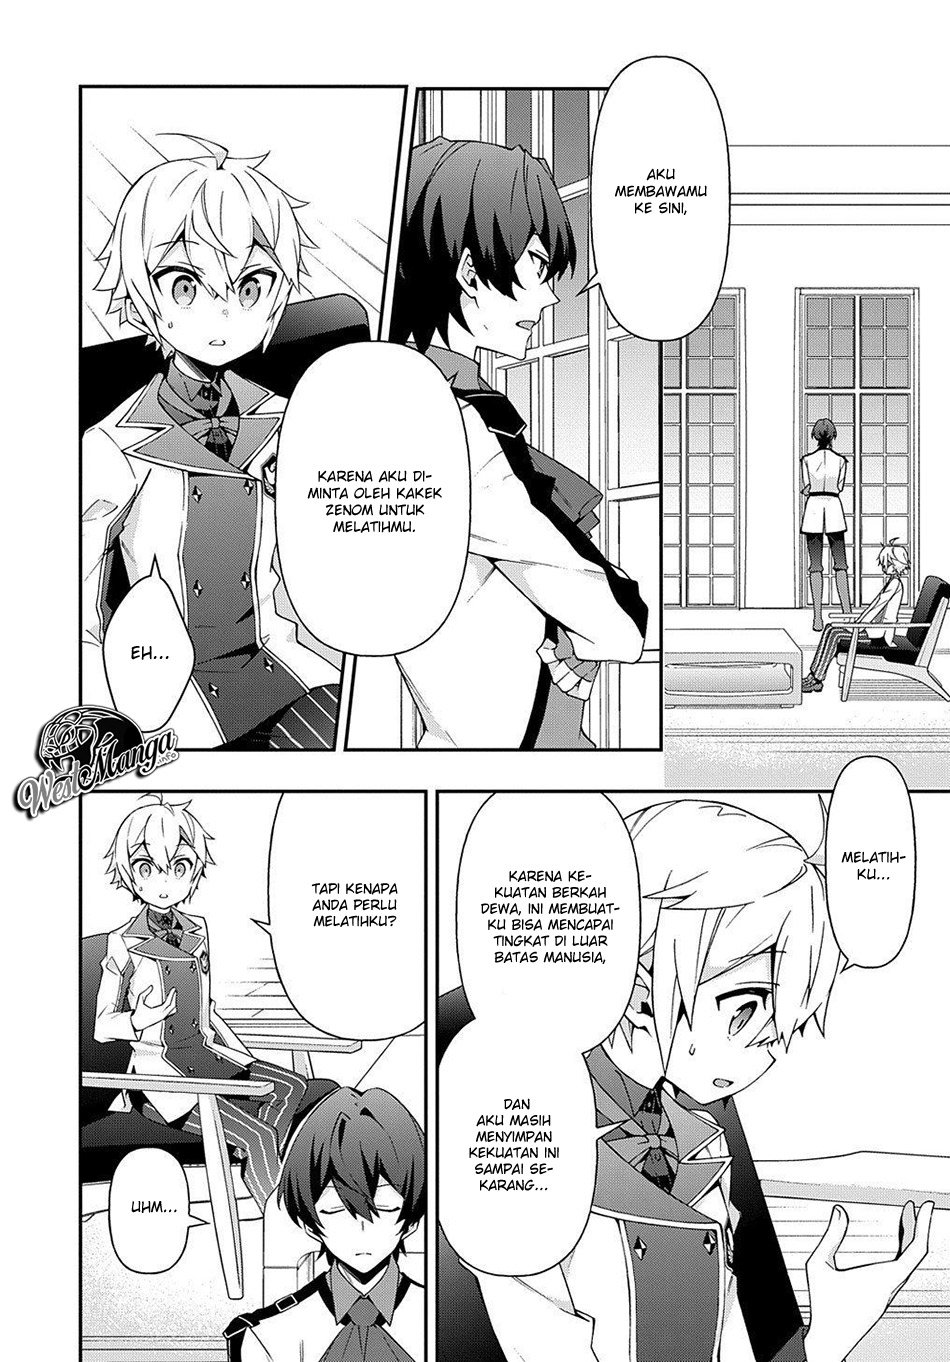 AKU
MEMBAWAMU
KE SINI,
KARENA AKU DI-
MINTA OLEH KAKEK
ZENOM UNTUK
MELATIHMU.
EH...
WestManga
.info
MELATIH-
KU...
KARENA KE-
KUATAN BERKAH
DEWA, INI MEMBUAT-
KU BISA MENCAPAI
TINGKAT DI LUAR
BATAS MANUSIA,
DAN
AKU MASIH
MENYIMPAN
KEKUATAN INI
SAMPAI SE-
KARANG...
TAPI KENAPA
ANDA PERLU
MELATIHKU?
UHM...